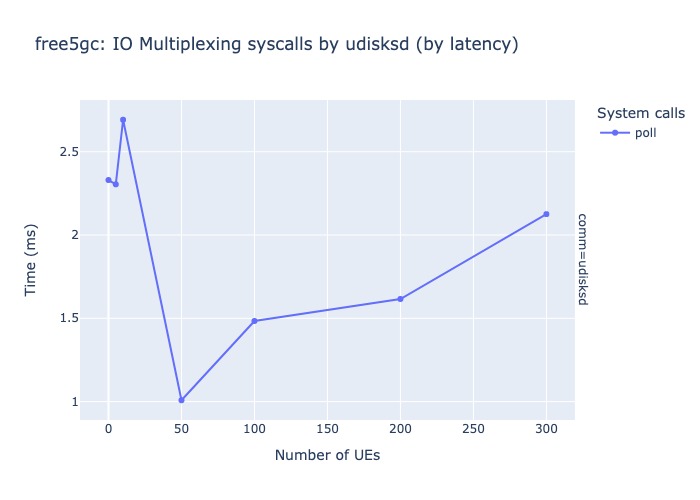 free5gc: IO Multiplexing syscalls by udisksd (by latency)
System calls
poll
2.5
2
1.5
1
Time (ms)
comm=udisksd
0 50 100 150 200 250 300
Number of UEs